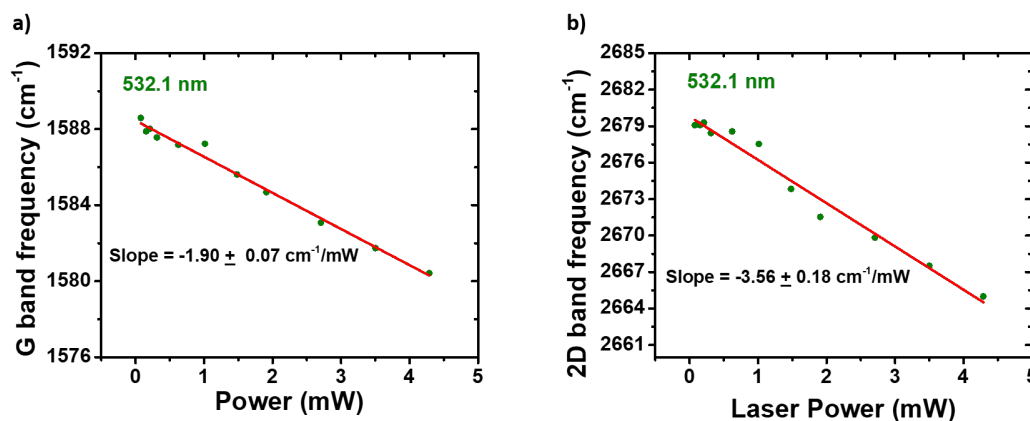 a)
G band frequency (cm-1)
1592
1588
1584
1580
1576
532.1 nm
Slope = -1.90 ± 0.07 cm-1/mW
0 1 2 3 4 5
Power (mW)
b)
2D band frequency (cm-1)
2685
2682
2679
2676
2673
2670
2667
2664
2661
532.1 nm
Slope = -3.56 ± 0.18 cm-1/mW
0 1 2 3 4 5
Laser Power (mW)